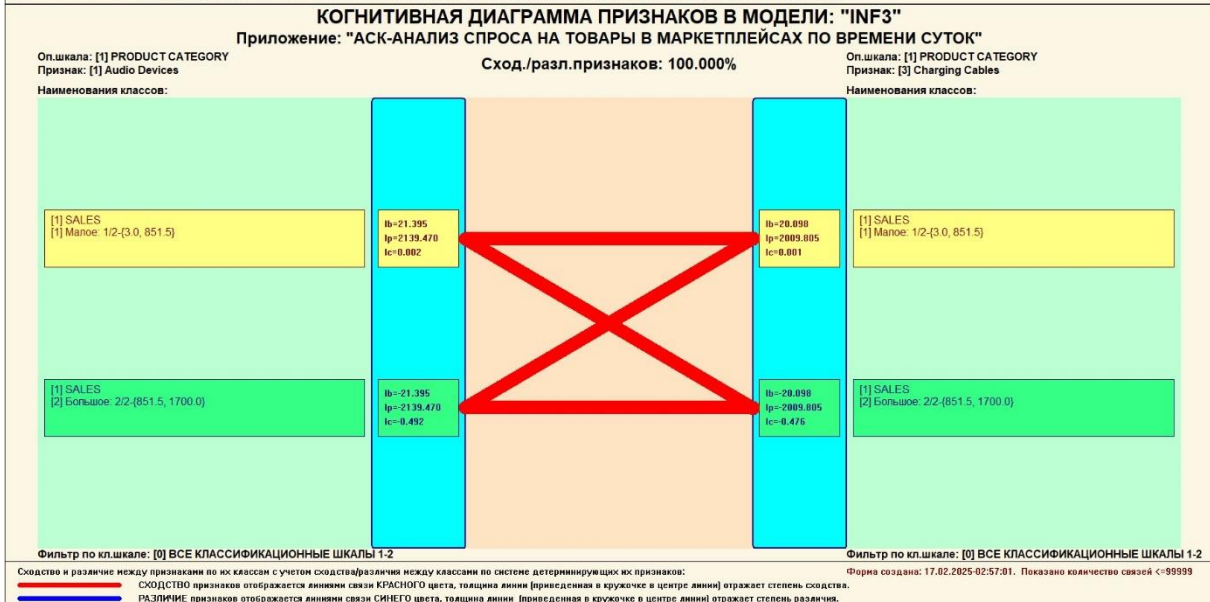 КОГНИТИВНАЯ ДИАГРАММА ПРИЗНАКОВ В МОДЕЛИ: "INF3"
Приложение: "АСК-АНАЛИЗ СПРОСА НА ТОВАРЫ В МАРКЕТПЛЕЙСАХ ПО ВРЕМЕНИ СУТОК"
Оп.шкала: [1] PRODUCT CATEGORY
Признак: [1] Audio Devices
Сход./разл.признаков: 100.000%
Оп.шкала: [1] PRODUCT CATEGORY
Признак: [3] Charging Cables
Наименования классов:
Наименования классов:
[1] SALES
[1] Малое: 1/2-{3.0, 851.5}
Ib=21.395
Ip=2139.470
Ic=0.002
Ib=20.098
Ip=2009.805
Ic=0.001
[1] SALES
[1] Малое: 1/2-{3.0, 851.5}
[1] SALES
[2] Большое: 2/2-{851.5, 1700.0}
Ib=-21.395
Ip=-2139.470
Ic=-0.492
Ib=-20.098
Ip=-2009.805
Ic=-0.476
[1] SALES
[2] Большое: 2/2-{851.5, 1700.0}
Фильтр по кл.шкале: [0] ВСЕ КЛАССИФИКАЦИОННЫЕ ШКАЛЫ 1-2
Фильтр по кл.шкале: [0] ВСЕ КЛАССИФИКАЦИОННЫЕ ШКАЛЫ 1-2
Сходство и различие между признаками по их классам с учетом сходства/различия между классами по системе детерминирующих их признаков:
Форма создана: 17.02.2025-02:57:01. Показано количество связей <=99999
СХОДСТВО признаков отображается линиями связи КРАСНОГО цвета, толщина линии (приведенная в кружочке в центре линии) отражает степень сходства.
РАЗЛИЧИЕ признаков отображается линиями связи СИНЕГО цвета, толщина линии (приведенная в кружочке в центре линии) отражает степень различия.